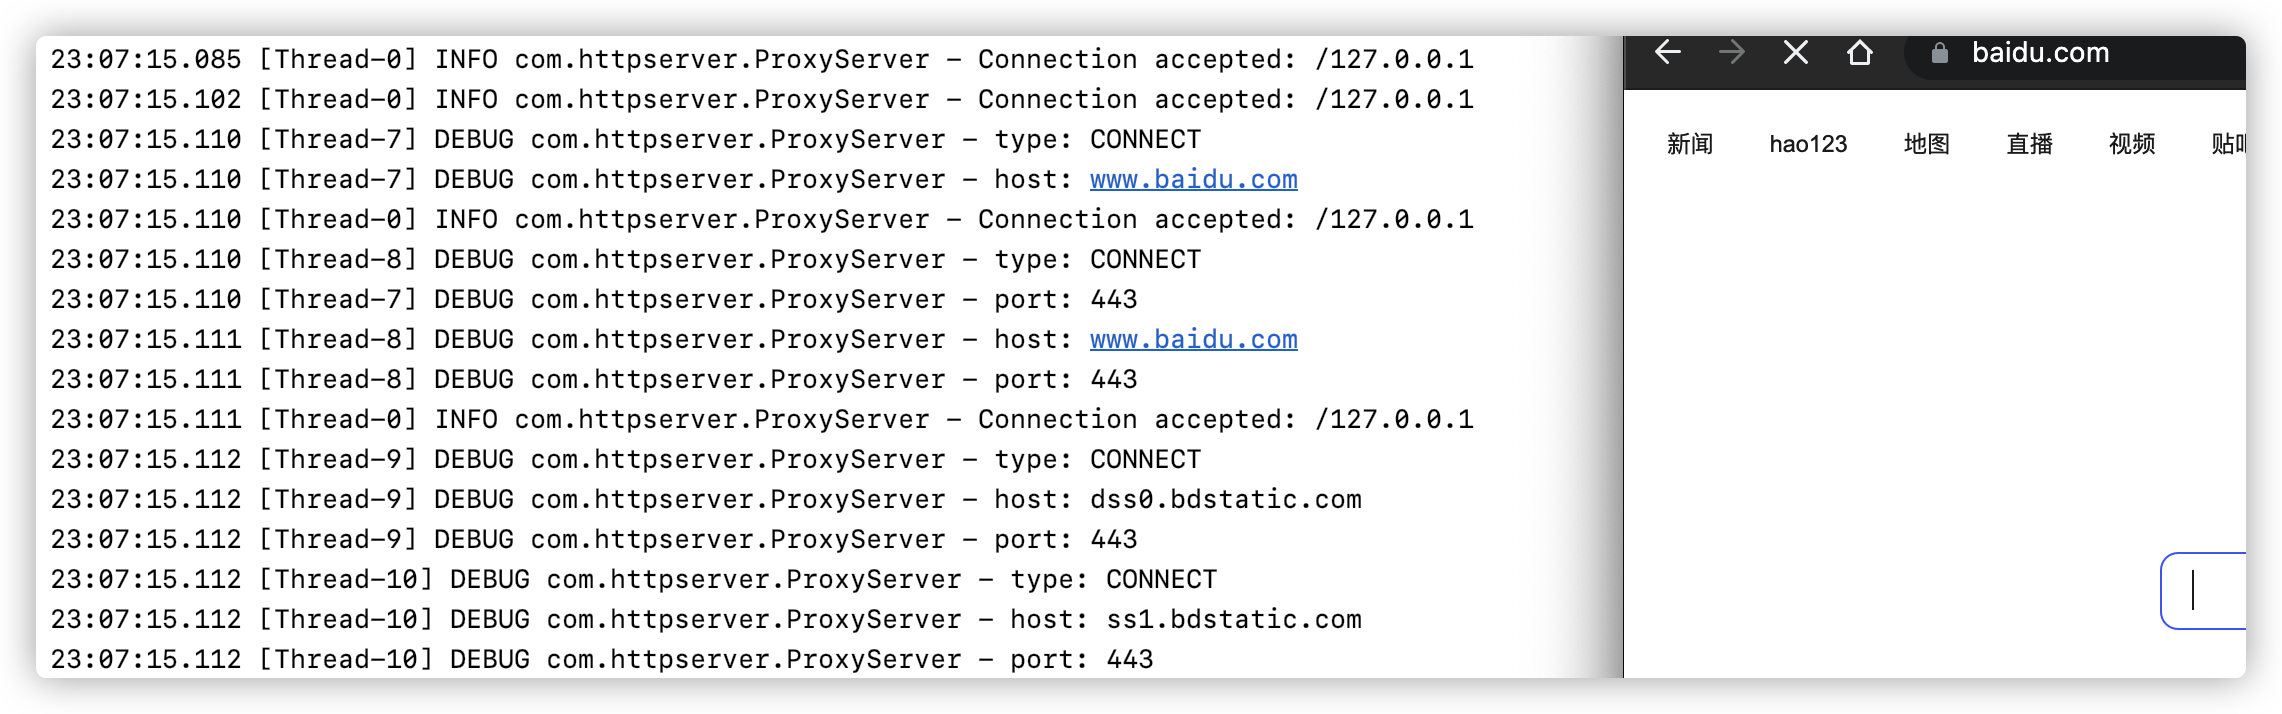 23:07:15.085 [Thread-0] INFO com.httpserver.ProxyServer - Connection accepted: /127.0.0.1
23:07:15.102 [Thread-0] INFO com.httpserver.ProxyServer - Connection accepted: /127.0.0.1
23:07:15.110 [Thread-7] DEBUG com.httpserver.ProxyServer - type: CONNECT
23:07:15.110 [Thread-7] DEBUG com.httpserver.ProxyServer - host: www.baidu.com
23:07:15.110 [Thread-0] INFO com.httpserver.ProxyServer - Connection accepted: /127.0.0.1
23:07:15.110 [Thread-8] DEBUG com.httpserver.ProxyServer - type: CONNECT
23:07:15.110 [Thread-7] DEBUG com.httpserver.ProxyServer - port: 443
23:07:15.111 [Thread-8] DEBUG com.httpserver.ProxyServer - host: www.baidu.com
23:07:15.111 [Thread-8] DEBUG com.httpserver.ProxyServer - port: 443
23:07:15.111 [Thread-0] INFO com.httpserver.ProxyServer - Connection accepted: /127.0.0.1
23:07:15.112 [Thread-9] DEBUG com.httpserver.ProxyServer - type: CONNECT
23:07:15.112 [Thread-9] DEBUG com.httpserver.ProxyServer - host: dss0.bdstatic.com
23:07:15.112 [Thread-9] DEBUG com.httpserver.ProxyServer - port: 443
23:07:15.112 [Thread-10] DEBUG com.httpserver.ProxyServer - type: CONNECT
23:07:15.112 [Thread-10] DEBUG com.httpserver.ProxyServer - host: ss1.bdstatic.com
23:07:15.112 [Thread-10] DEBUG com.httpserver.ProxyServer - port: 443
baidu.com
新闻 hao123 地图 直播 视频 贴